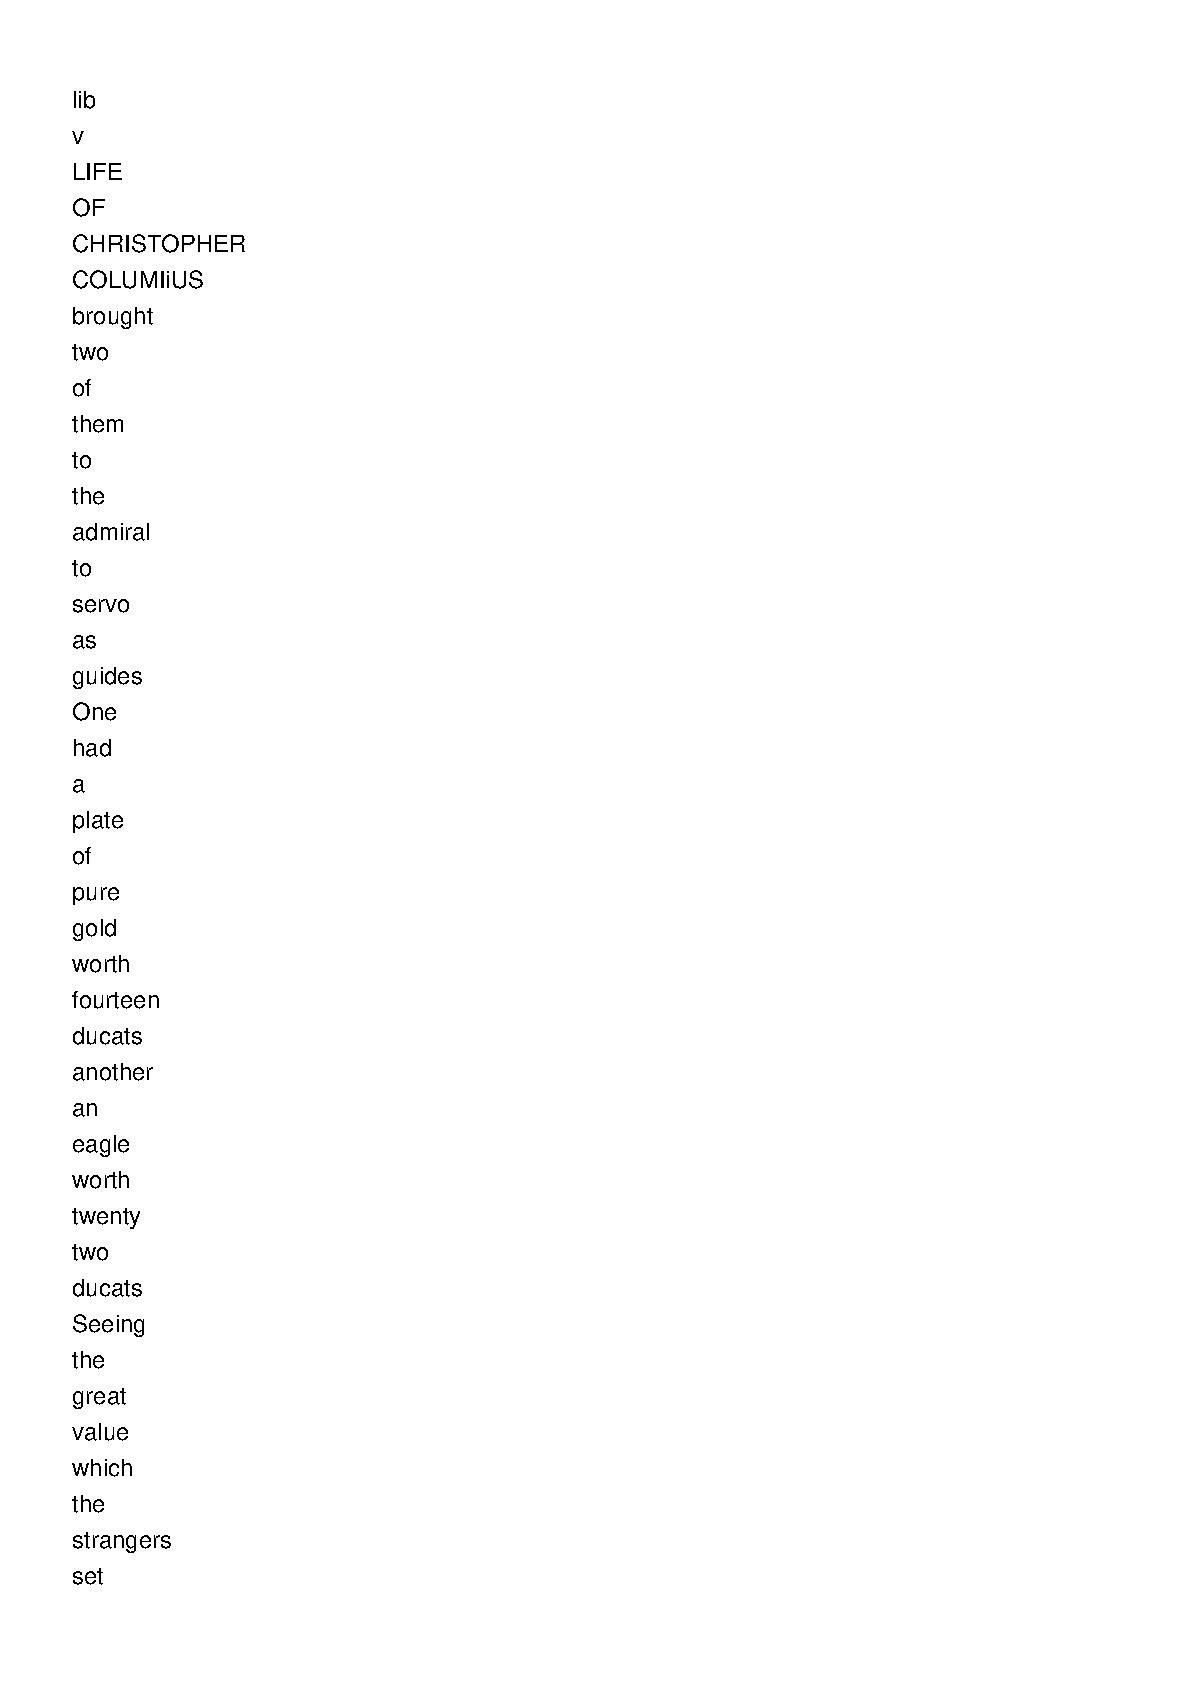 lib
v
LIFE
OF
CHRISTOPHER
COLUMIiUS
brought
two
of
them
to
the
admiral
to
servo
as
guides
One
had
a
plate
of
pure
gold
worth
fourteen
ducats
another
an
eagle
worth
twenty
two
ducats
Seeing
the
great
value
which
the
strangers
set